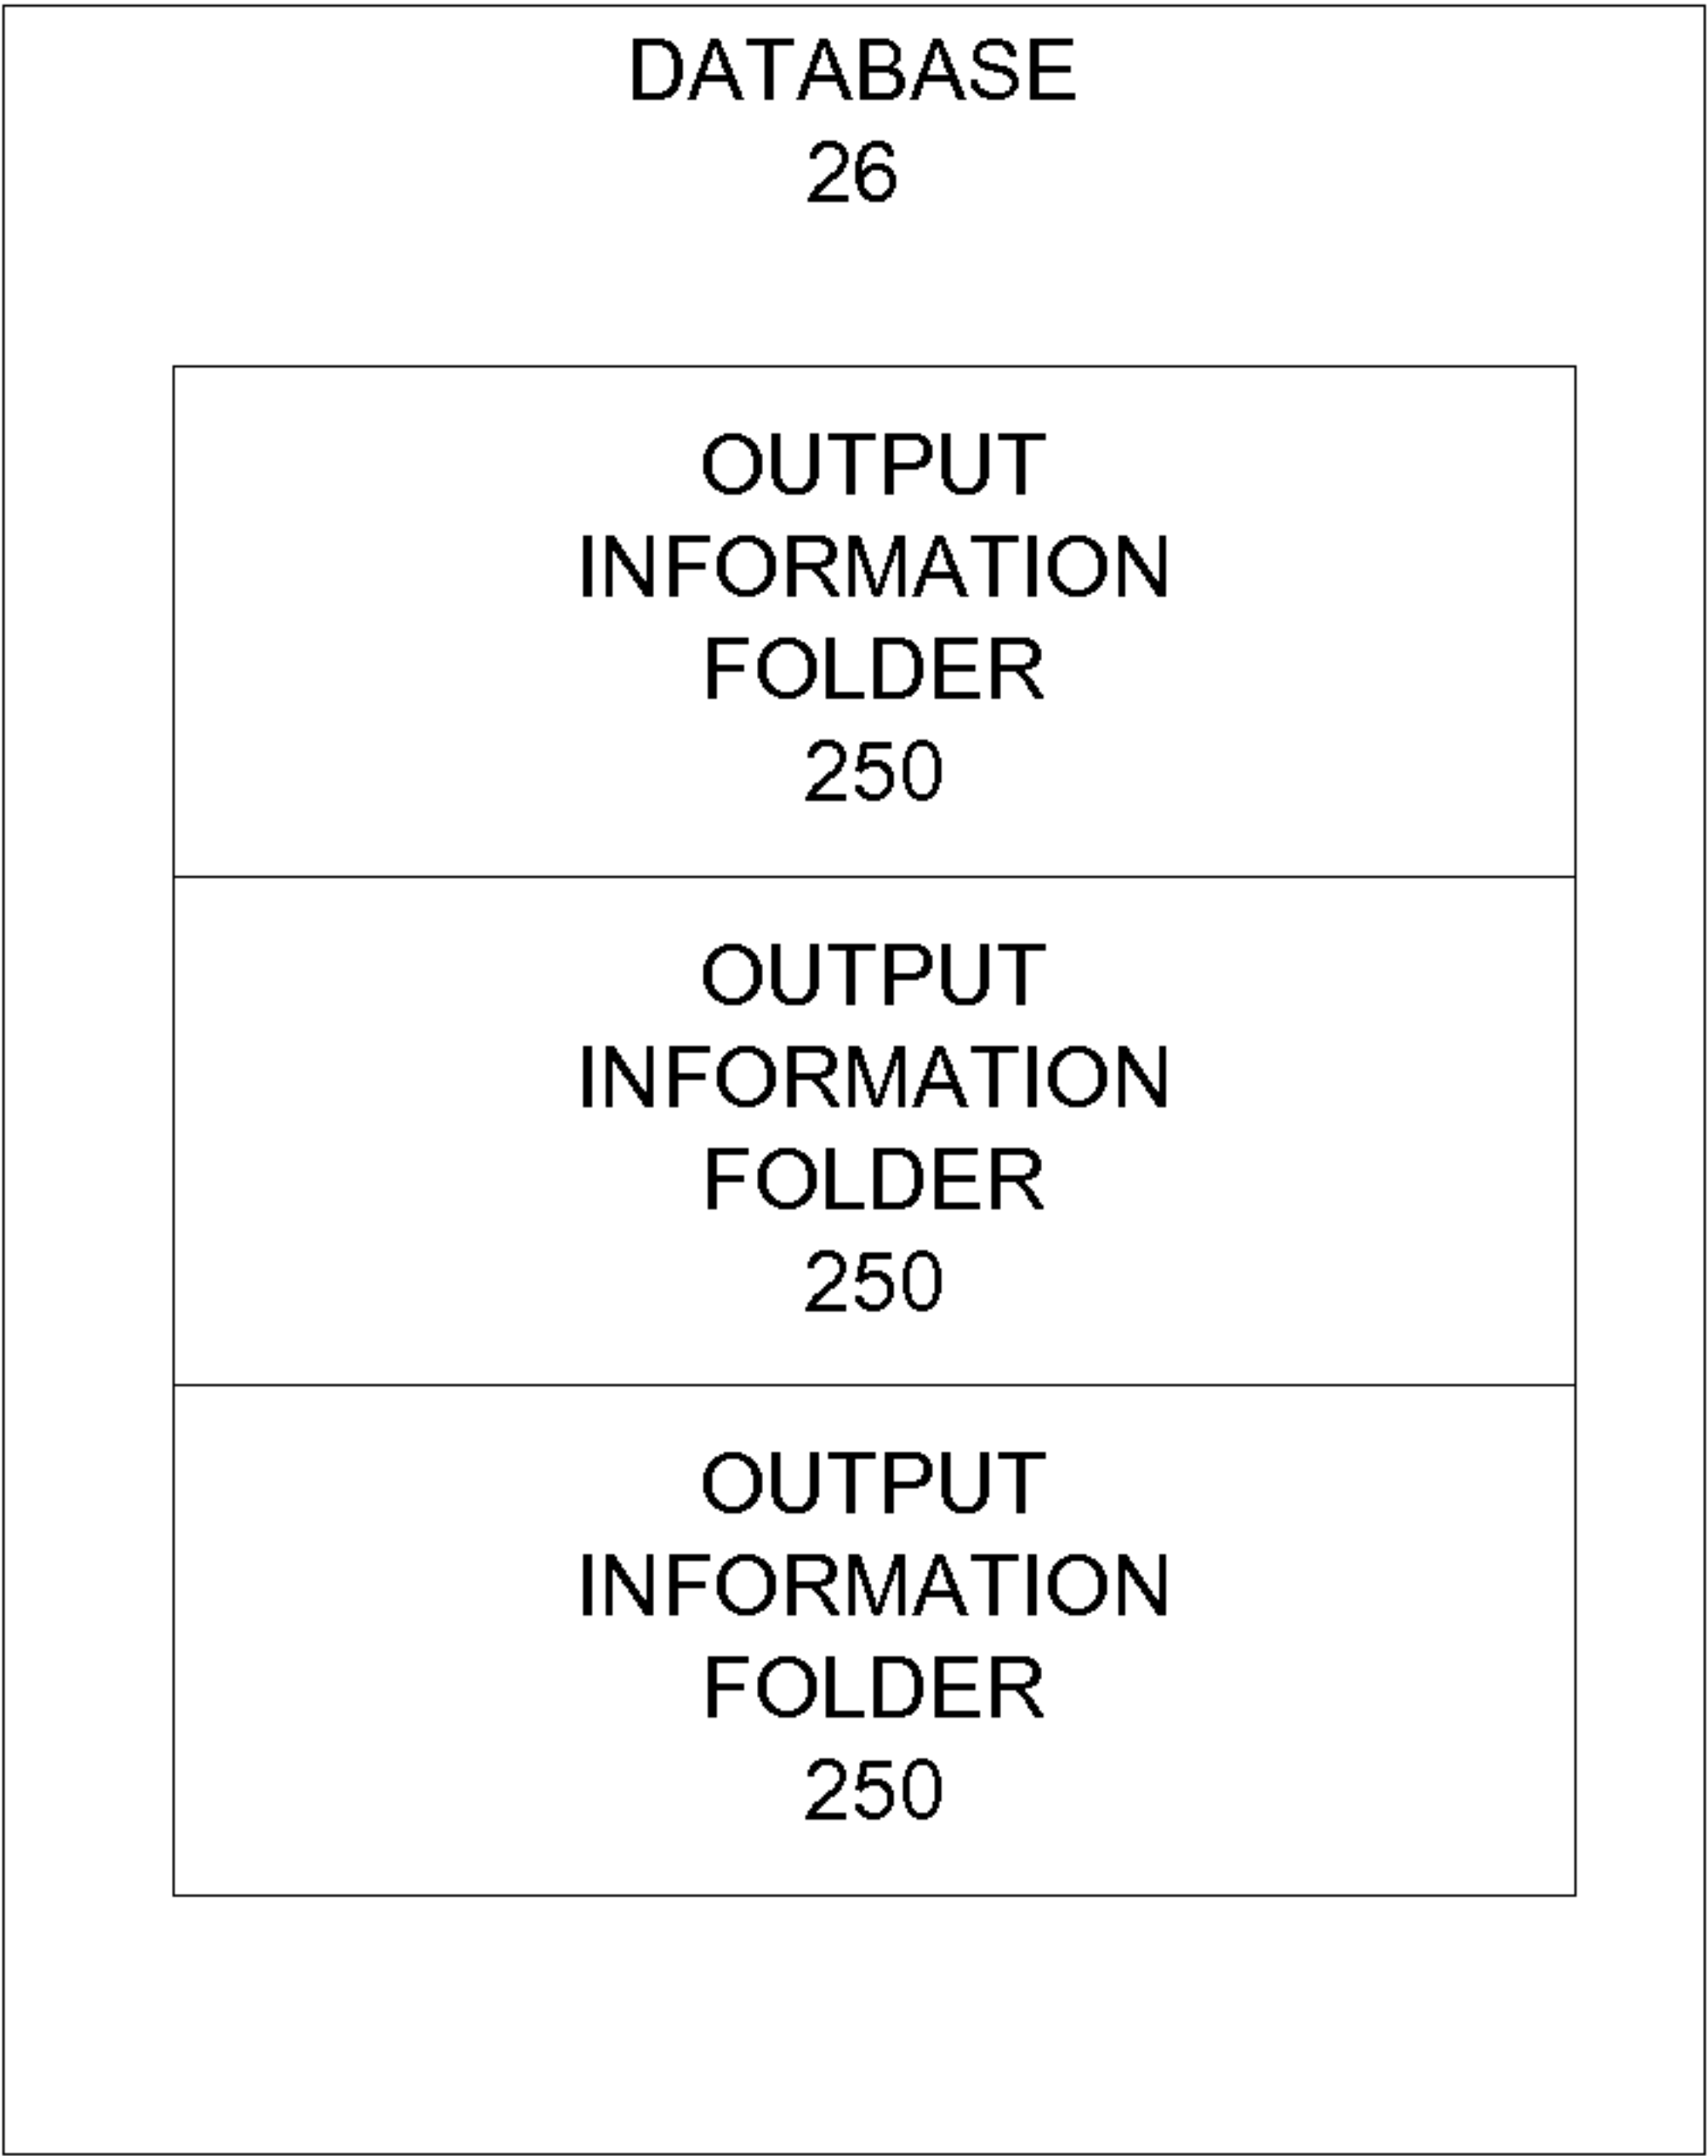 DATABASE
26
OUTPUT
INFORMATION
FOLDER
250
OUTPUT
INFORMATION
FOLDER
250
OUTPUT
INFORMATION
FOLDER
250